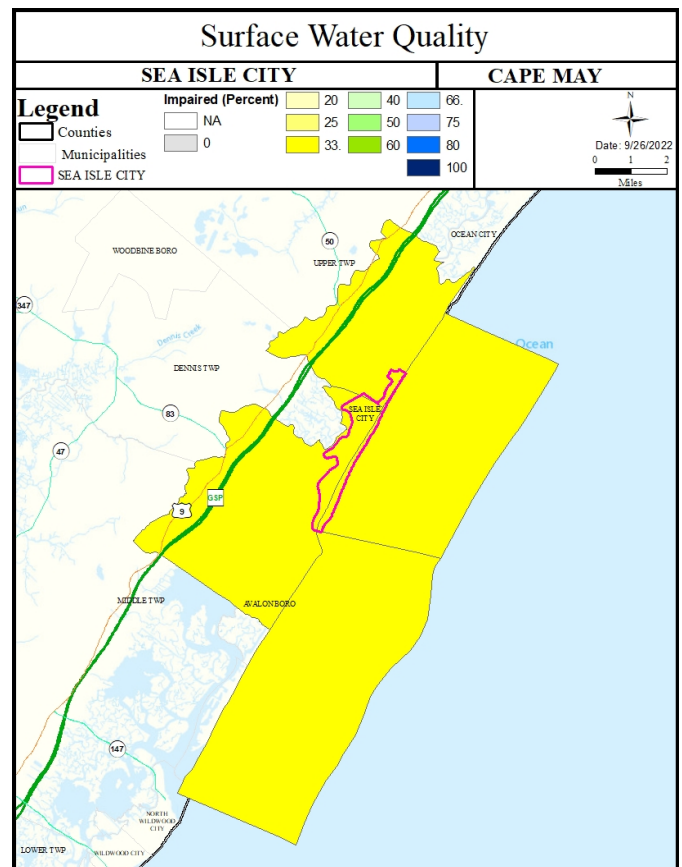 Surface Water Quality
SEA ISLE CITY
CAPE MAY
Legend
Counties
Municipalities
SEA ISLE CITY
Impaired (Percent)
NA
0
20
25
33.
40
50
60
66.
75
80
100
N
Date: 9/26/2022
0 1 2
Miles
OCEAN CITY
50
WOODBINE BORO
UPPER TWP
347
Dennis Creek
Ocean
DENNIS TWP
83
SEA ISLE
CITY
47
GSP
9
MIDDLE TWP
AVALON BORO
147
NORTH
WILDWOOD
CITY
LOWER TWP
WILDWOOD CITY